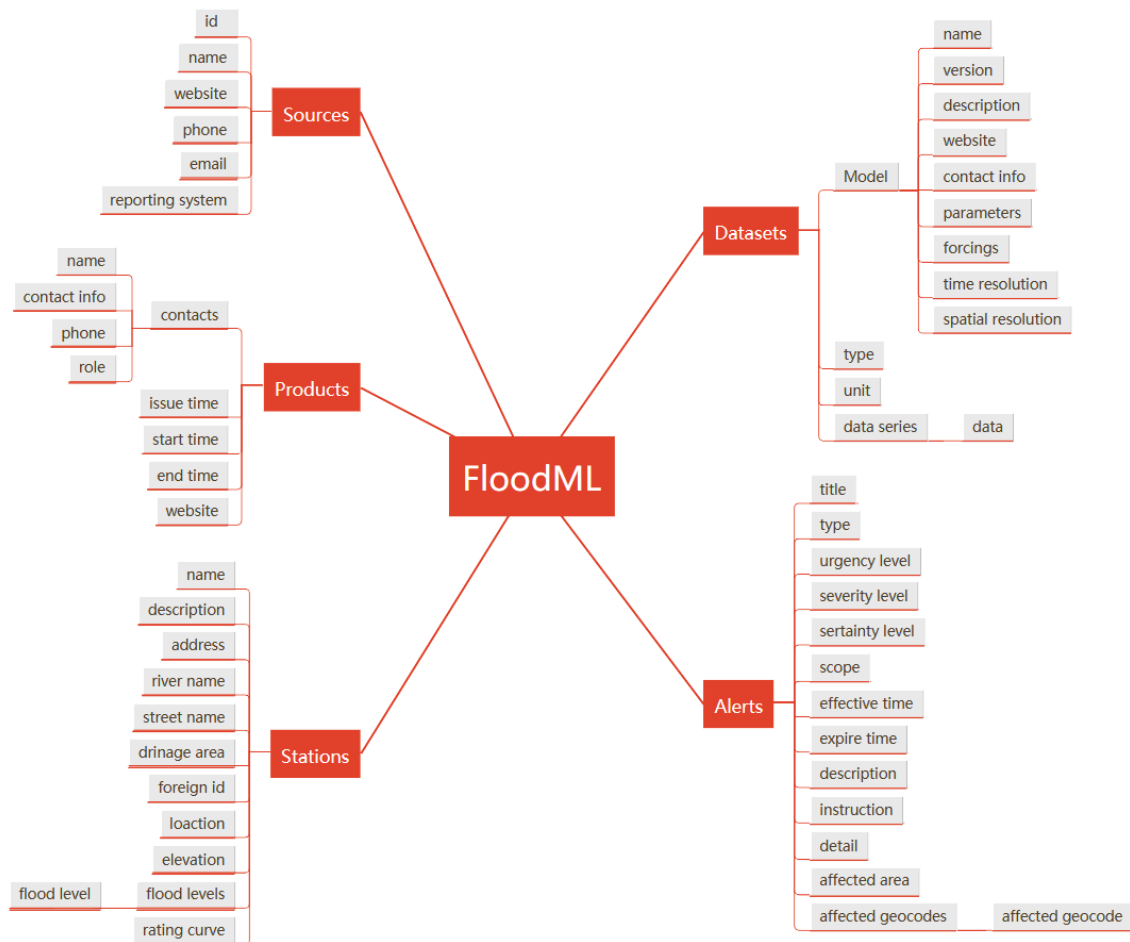 FloodML
Sources
id
name
website
phone
email
reporting system
Products
contacts
name
contact info
phone
role
issue time
start time
end time
website
Stations
name
description
address
river name
street name
drinage area
foreign id
loaction
elevation
flood levels
flood level
rating curve
Datasets
Model
name
version
description
website
contact info
parameters
forcings
time resolution
spatial resolution
type
unit
data series
data
Alerts
title
type
urgency level
severity level
sertainty level
scope
effective time
expire time
description
instruction
detail
affected area
affected geocodes
affected geocode